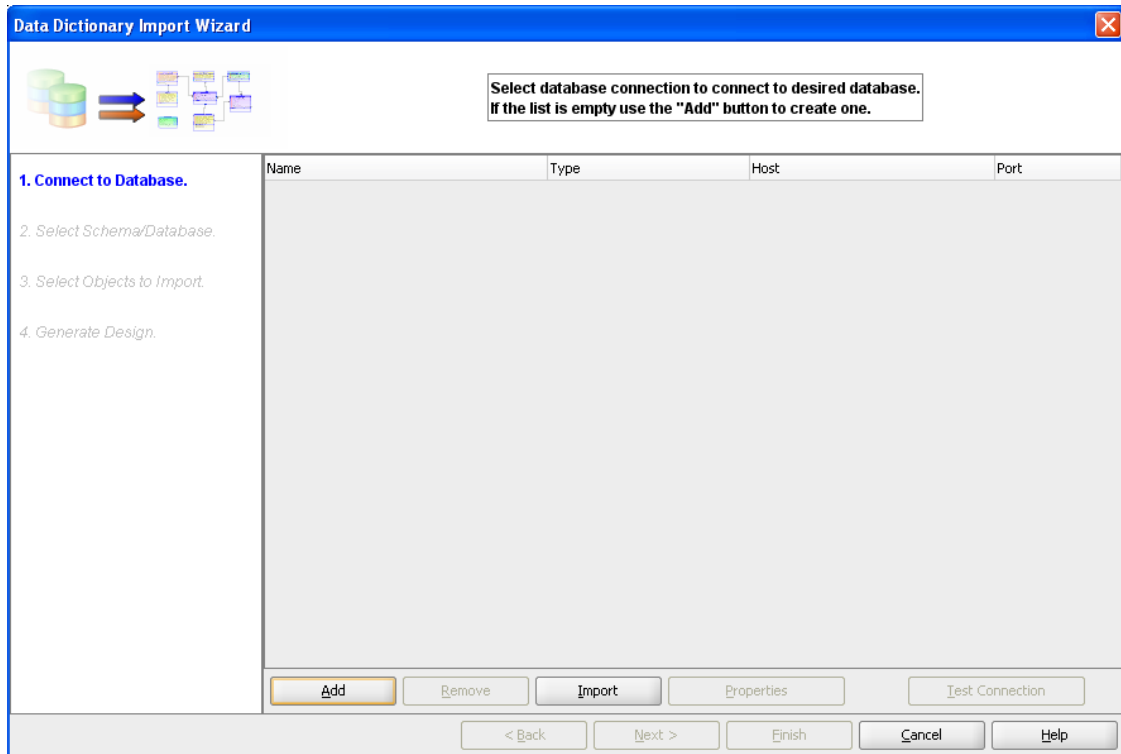 Data Dictionary Import Wizard
Select database connection to connect to desired database.
If the list is empty use the "Add" button to create one.
1. Connect to Database.
2. Select Schema/Database.
3. Select Objects to Import.
4. Generate Design.
Name Type Host Port
Add Remove Import Properties Test Connection
< Back Next > Finish Cancel Help